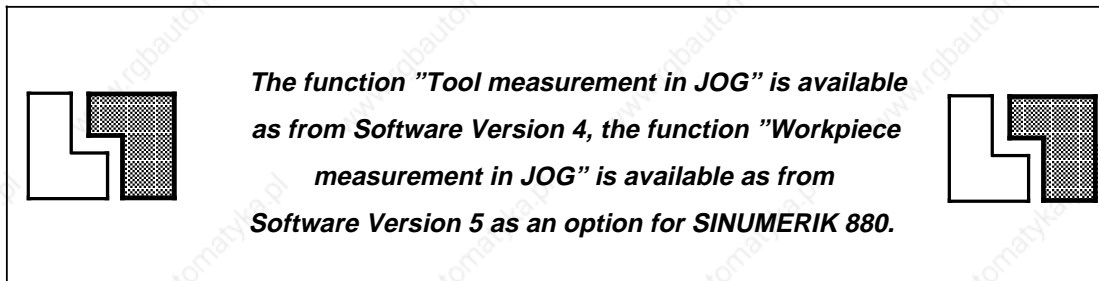 The function ”Tool measurement in JOG” is available
as from Software Version 4, the function ”Workpiece
measurement in JOG” is available as from
Software Version 5 as an option for SINUMERIK 880.